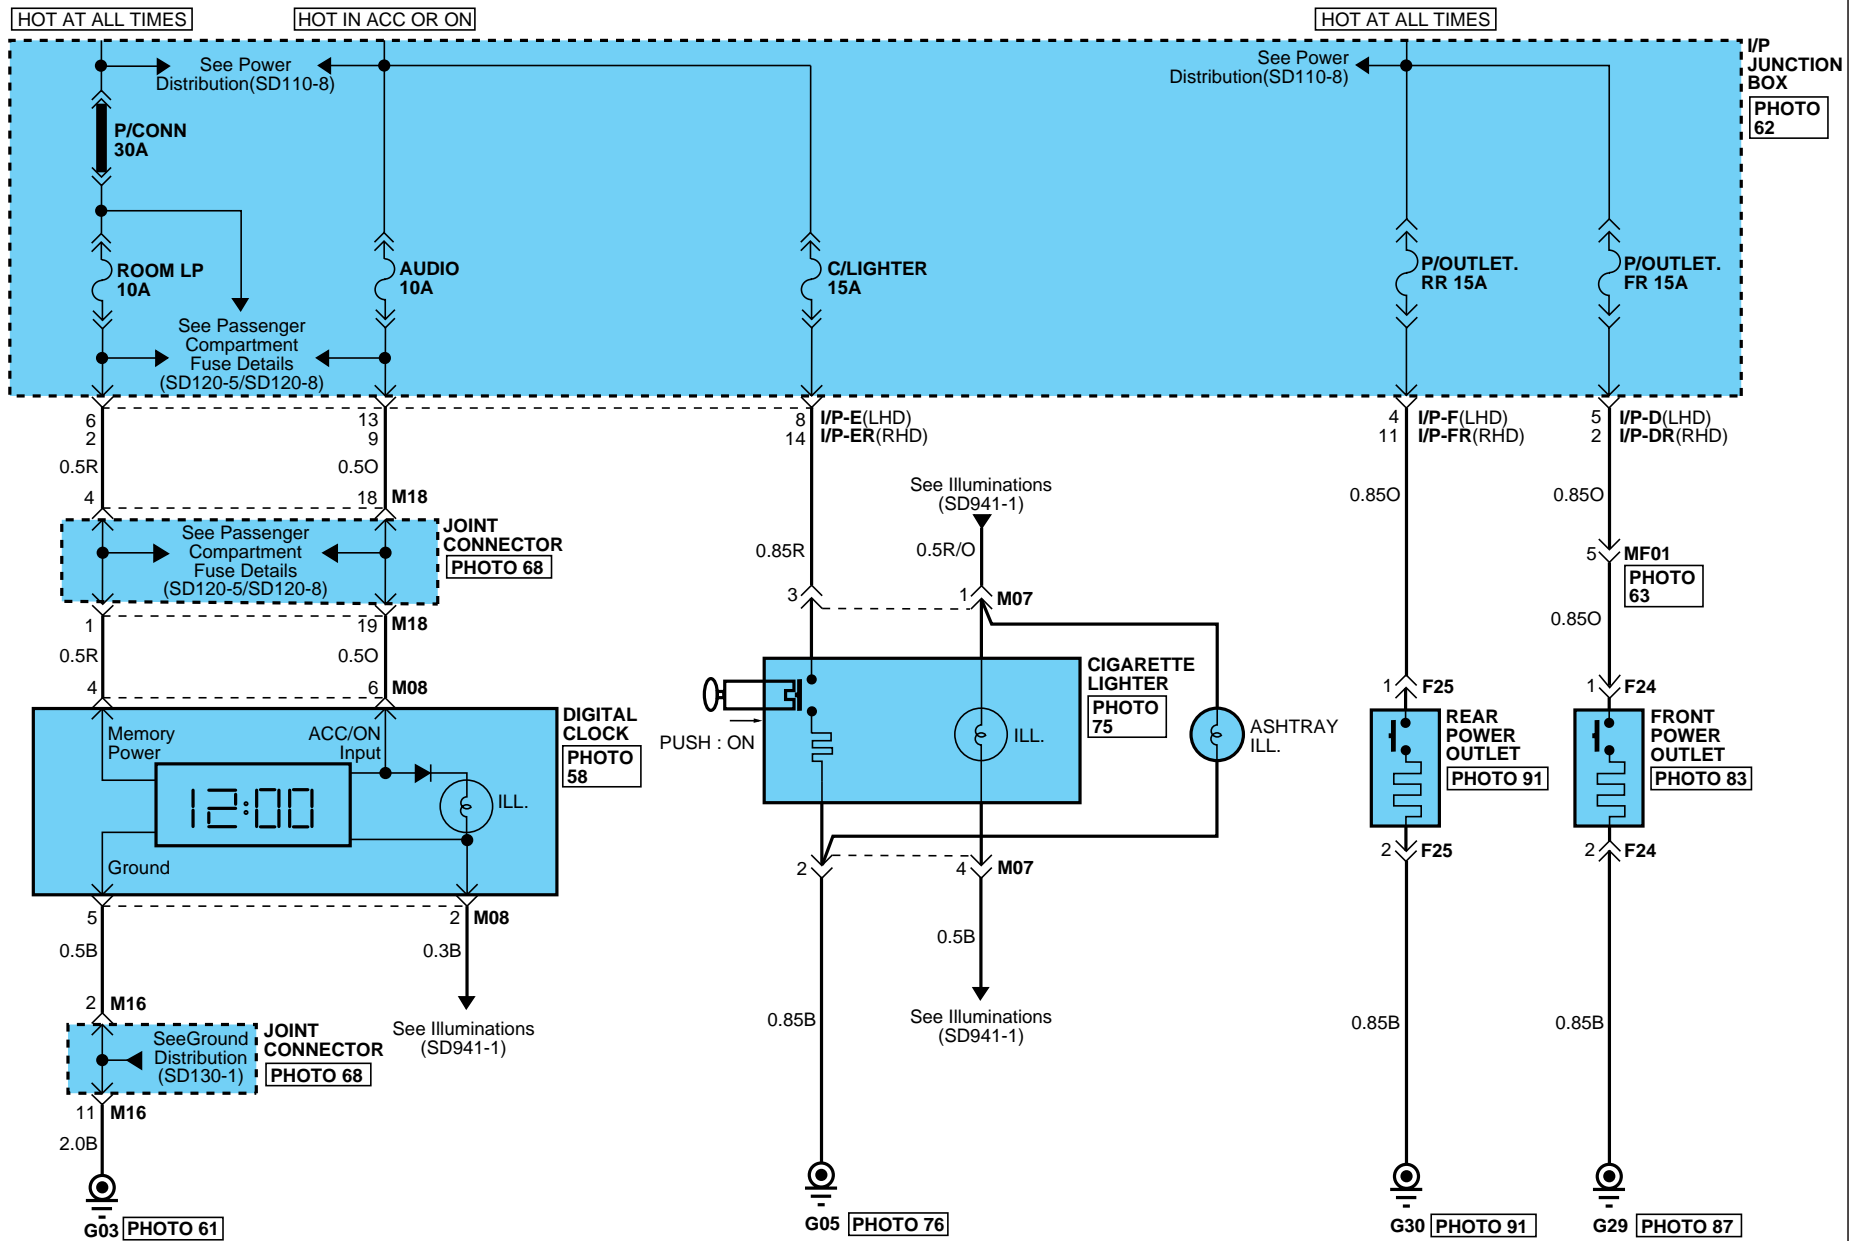 HOT AT ALL TIMES
HOT IN ACC OR ON
HOT AT ALL TIMES
See Power
Distribution(SD110-8)
See Power
Distribution(SD110-8)
I/P
JUNCTION
BOX
PHOTO
62
P/CONN
30A
ROOM LP
10A
AUDIO
10A
C/LIGHTER
15A
P/OUTLET.
RR 15A
P/OUTLET.
FR 15A
See Passenger
Compartment
Fuse Details
(SD120-5/SD120-8)
6
2
13
9
8
14
I/P-E(LHD)
I/P-ER(RHD)
4
11
I/P-F(LHD)
I/P-FR(RHD)
5
2
I/P-D(LHD)
I/P-DR(RHD)
0.5R
0.5O
4
18
M18
See Passenger
Compartment
Fuse Details
(SD120-5/SD120-8)
JOINT
CONNECTOR
PHOTO 68
1
19
M18
0.5R
0.5O
4
6
M08
See Illuminations
(SD941-1)
0.85R
0.5R/O
3
1
M07
0.85O
0.85O
5
MF01
PHOTO
63
0.85O
1
F25
1
F24
Memory
Power
ACC/ON
Input
12:00
ILL.
Ground
DIGITAL
CLOCK
PHOTO
58
PUSH : ON
ILL.
CIGARETTE
LIGHTER
PHOTO
75
ASHTRAY
ILL.
REAR
POWER
OUTLET
PHOTO 91
FRONT
POWER
OUTLET
PHOTO 83
2
F25
2
F24
5
2
M08
0.5B
0.3B
2
4
M07
0.5B
2
M16
SeeGround
Distribution
(SD130-1)
JOINT
CONNECTOR
PHOTO 68
See Illuminations
(SD941-1)
0.85B
See Illuminations
(SD941-1)
0.85B
0.85B
11
M16
2.0B
G03
PHOTO 61
G05
PHOTO 76
G30
PHOTO 91
G29
PHOTO 87